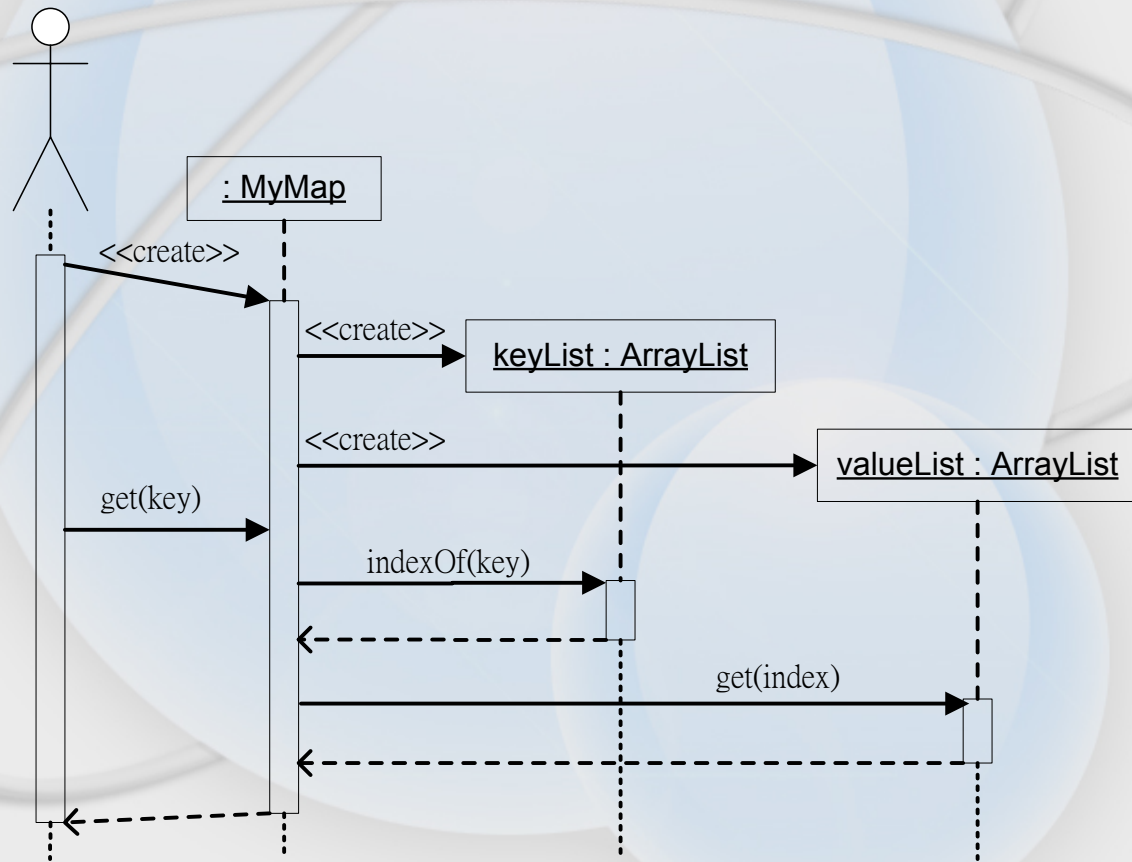 : MyMap
<<create>>
<<create>>
keyList : ArrayList
<<create>>
valueList : ArrayList
get(key)
indexOf(key)
get(index)